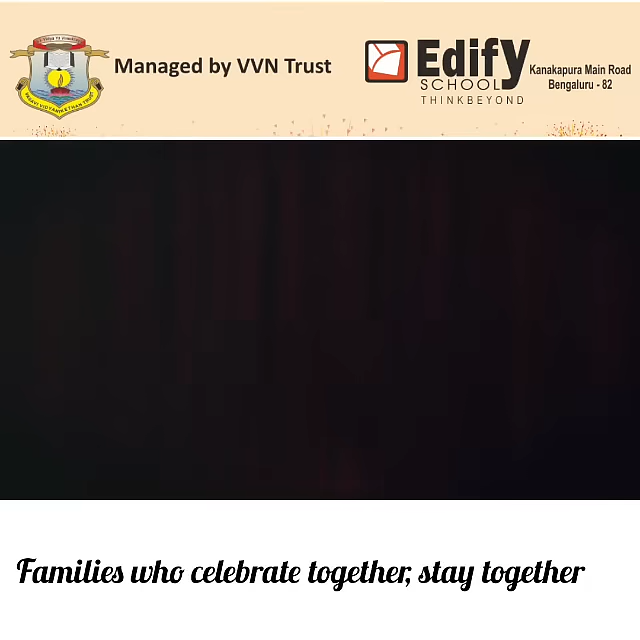 Managed by VVN Trust
Edify
SCHOOL
THINKBEYOND
Kanakapura Main Road
Bengaluru - 82
Families who celebrate together, stay together